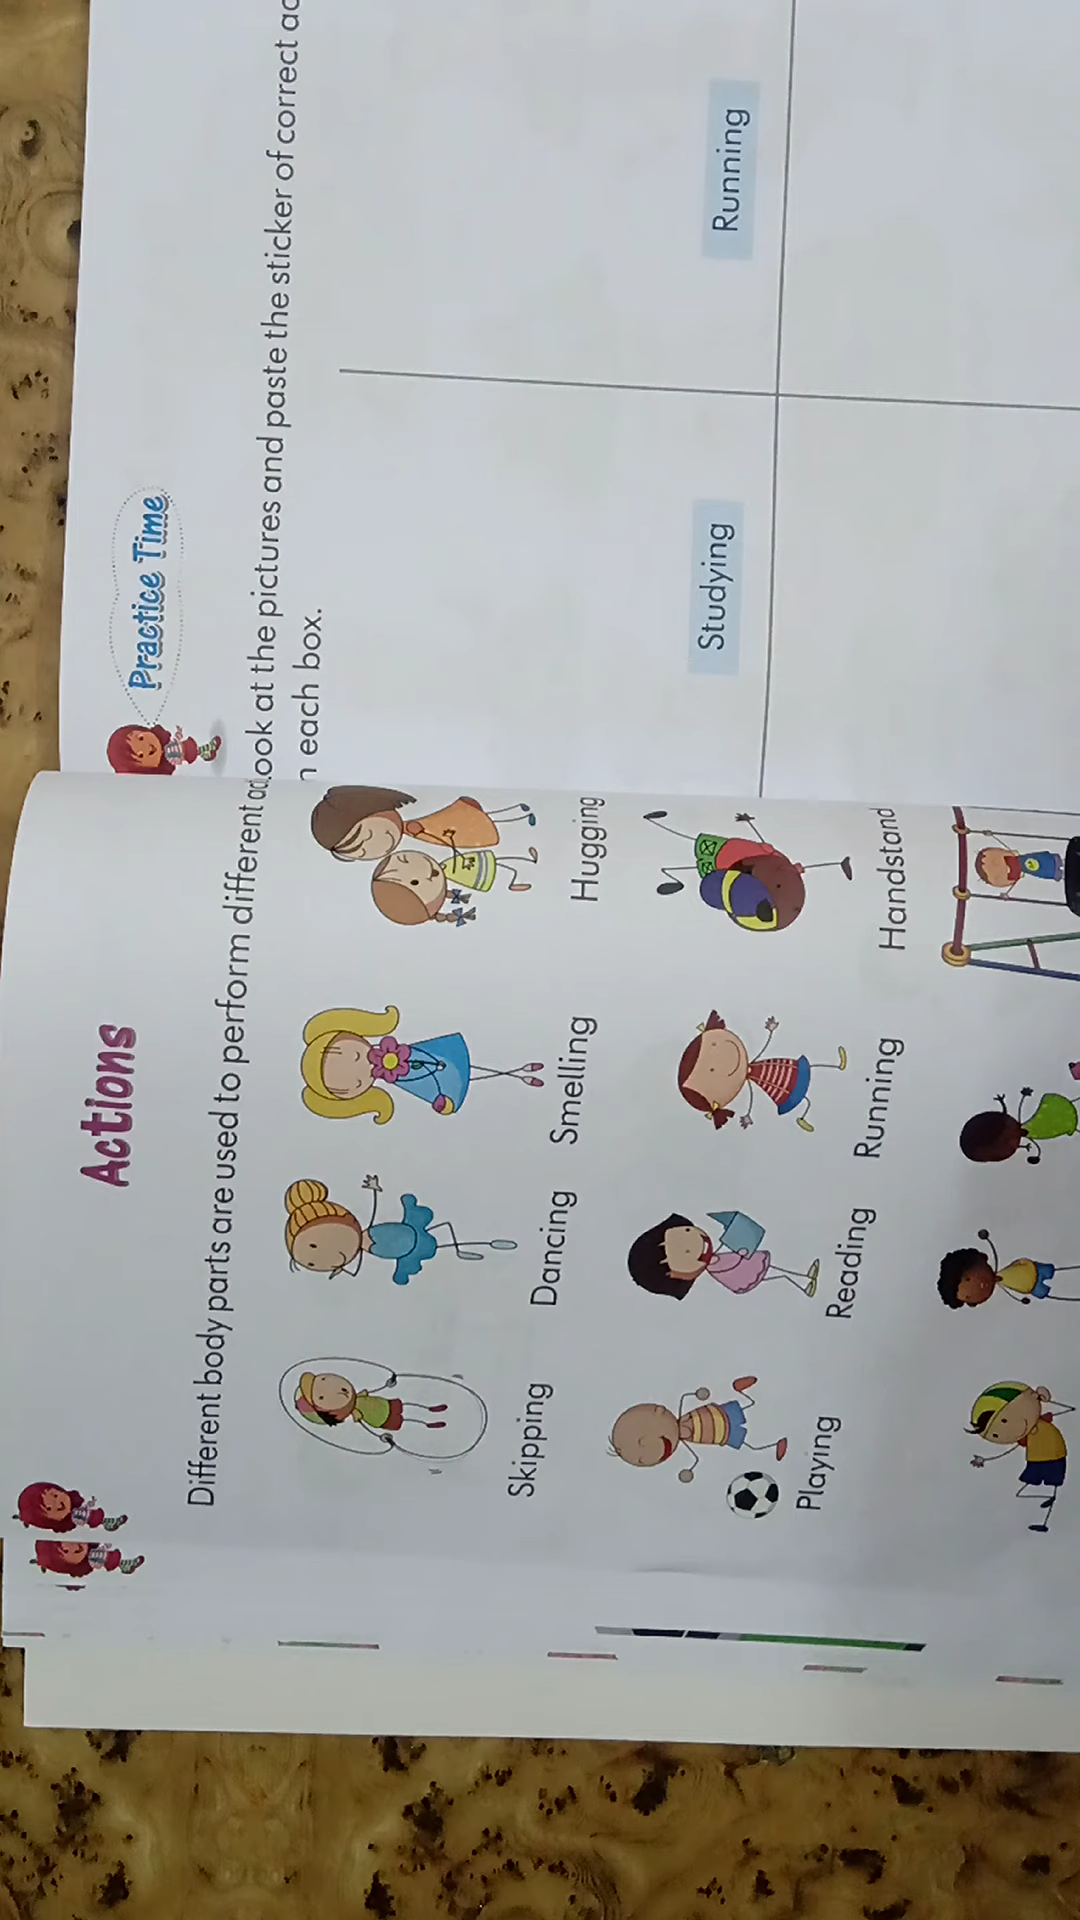 Actions
Different body parts are used to perform different
Skipping Dancing Smelling Hugging
Playing Reading Running Handstand
Practice Time
ook at the pictures and paste the sticker of correct
each box.
Studying Running